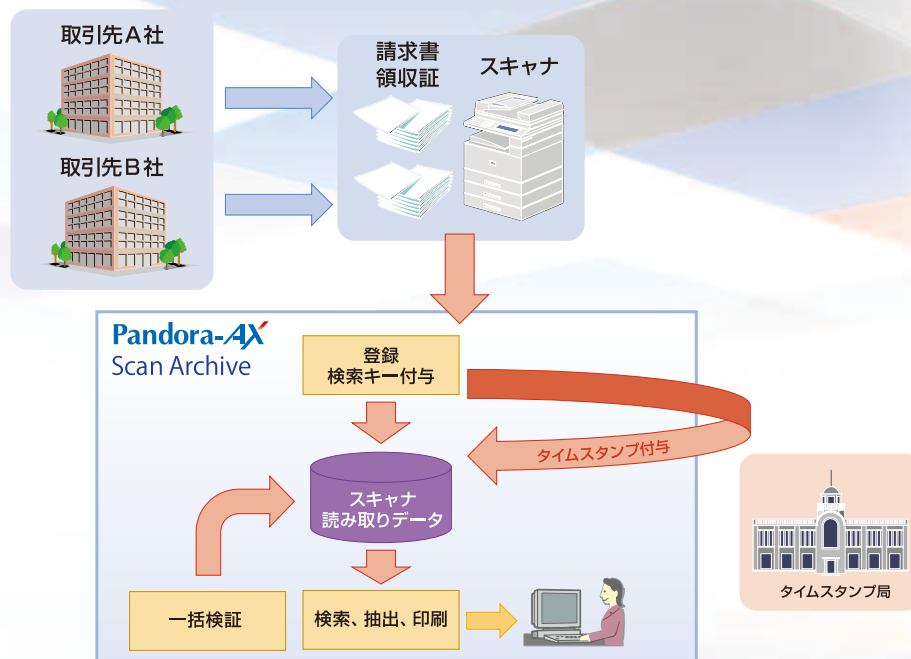 取引先A社
取引先B社
請求書
領収証
スキャナ
Pandora-AX
Scan Archive
登録
検索キー付与
タイムスタンプ付与
スキャナ
読み取りデータ
タイムスタンプ局
一括検証
検索、抽出、印刷